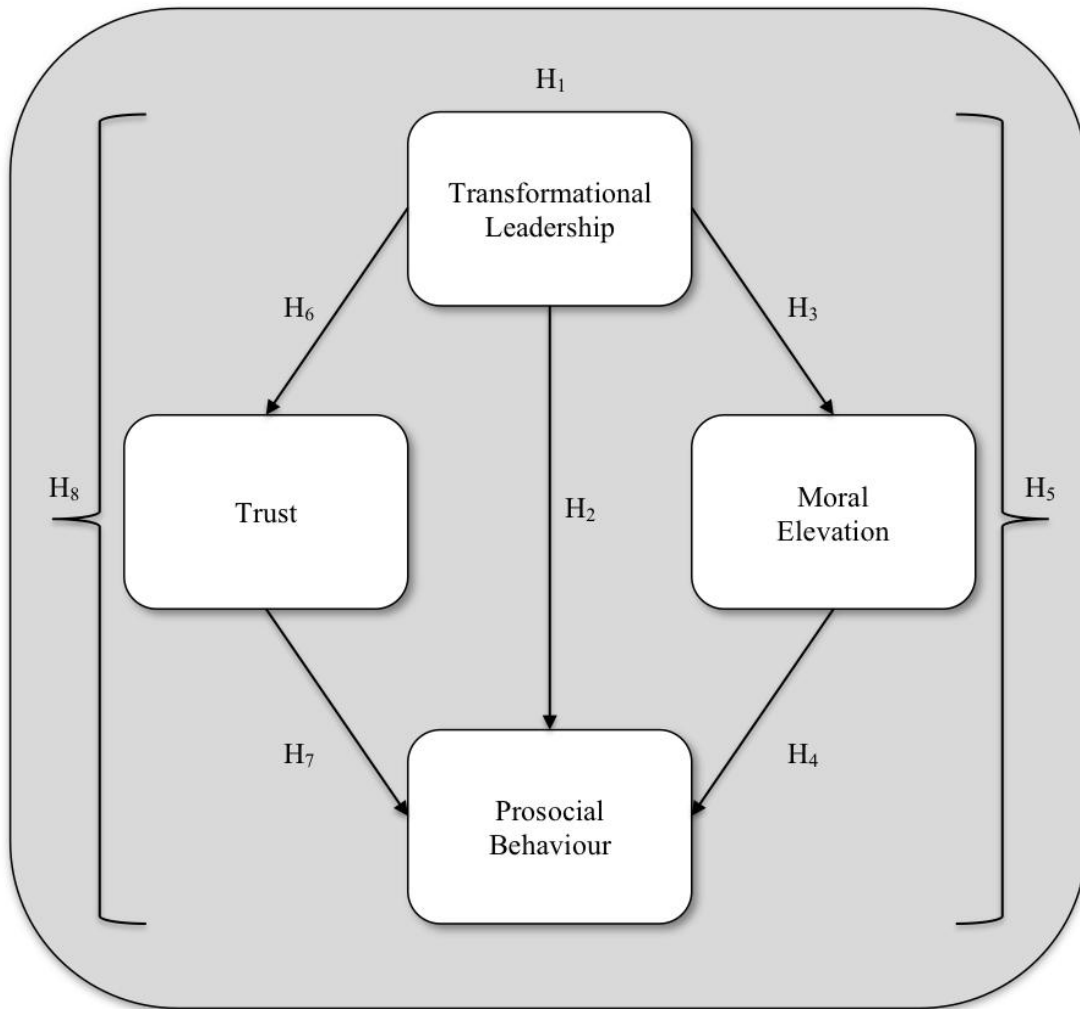 H₁
Transformational
Leadership
H₆
H₃
H₈
Trust
H₂
Moral
Elevation
H₅
H₇
H₄
Prosocial
Behaviour